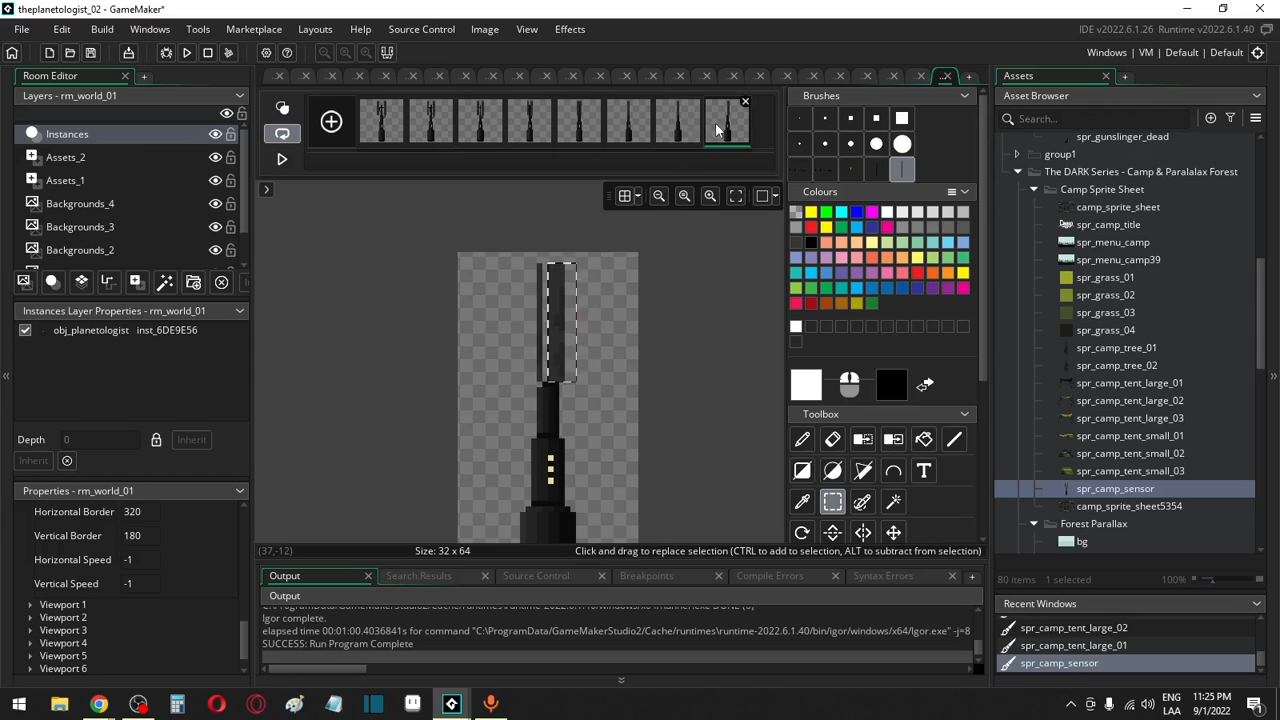 theplanetologist_02 - GameMaker*
File Edit Build Windows Tools Marketplace Layouts Help Source Control Image View Effects
IDE v2022.6.1.26 Runtime v2022.6.1.40
Windows | VM | Default | Default
Room Editor
Layers - rm_world_01
Instances
Assets_2
Assets_1
Backgrounds_4
Backgrounds_3
Backgrounds_2
Instances Layer Properties - rm_world_01
obj_planetologist inst_6DE9E56
Depth 0 Inherit
Inherit
Properties - rm_world_01
Horizontal Border 320
Vertical Border 180
Horizontal Speed -1
Vertical Speed -1
Viewport 1
Viewport 2
Viewport 3
Viewport 4
Viewport 5
Viewport 6
(37,-12) Size: 32 x 64 Click and drag to replace selection (CTRL to add to selection, ALT to subtract from selection)
Output Search Results Source Control Breakpoints Compile Errors Syntax Errors
Output
Igor complete.
elapsed time 00:01:00.4036841s for command "C:\ProgramData/GameMakerStudio2/Cache/runtimes\runtime-2022.6.1.40/bin/igor/windows/x64/Igor.exe" -j=8
SUCCESS: Run Program Complete
Brushes
Colours
Toolbox
Assets
Asset Browser
Search...
spr_gunslinger_dead
group1
The DARK Series - Camp & Paralalax Forest
Camp Sprite Sheet
camp_sprite_sheet
camp_title
spr_menu_camp
spr_menu_camp39
spr_grass_01
spr_grass_02
spr_grass_03
spr_grass_04
spr_camp_tree_01
spr_camp_tree_02
spr_camp_tent_large_01
spr_camp_tent_large_02
spr_camp_tent_large_03
spr_camp_tent_small_01
spr_camp_tent_small_02
spr_camp_tent_small_03
spr_camp_sensor
camp_sprite_sheet5354
Forest Parallax
bg
80 items 1 selected 100%
Recent Windows
spr_camp_tent_large_02
spr_camp_tent_large_01
spr_camp_sensor
ENG
LAA
11:25 PM
9/1/2022